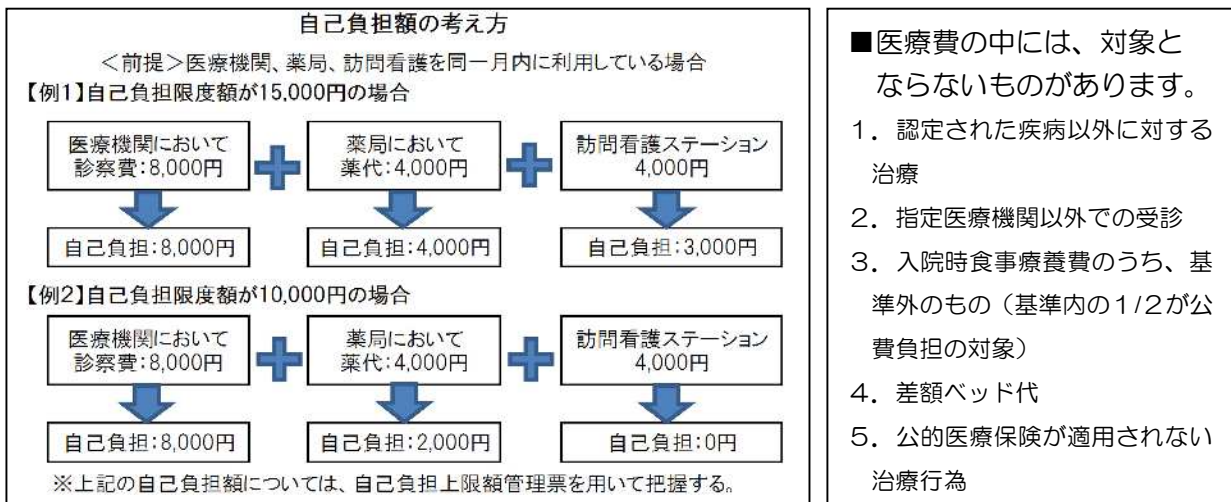 自己負担額の考え方
<前提>医療機関、薬局、訪問看護を同一月内に利用している場合
【例1】自己負担限度額が15,000円の場合
医療機関において
診察費:8,000円
薬局において
薬代:4,000円
訪問看護ステーション
4,000円
自己負担:8,000円
自己負担:4,000円
自己負担:3,000円
【例2】自己負担限度額が10,000円の場合
医療機関において
診察費:8,000円
薬局において
薬代:4,000円
訪問看護ステーション
4,000円
自己負担:8,000円
自己負担:2,000円
自己負担:0円
※上記の自己負担額については、自己負担上限額管理票を用いて把握する。
■医療費の中には、対象と
ならないものがあります。
1. 認定された疾病以外に対する
治療
2. 指定医療機関以外での受診
3. 入院時食事療養費のうち、基
準外のもの(基準内の1/2が公
費負担の対象)
4. 差額ベッド代
5. 公的医療保険が適用されない
治療行為